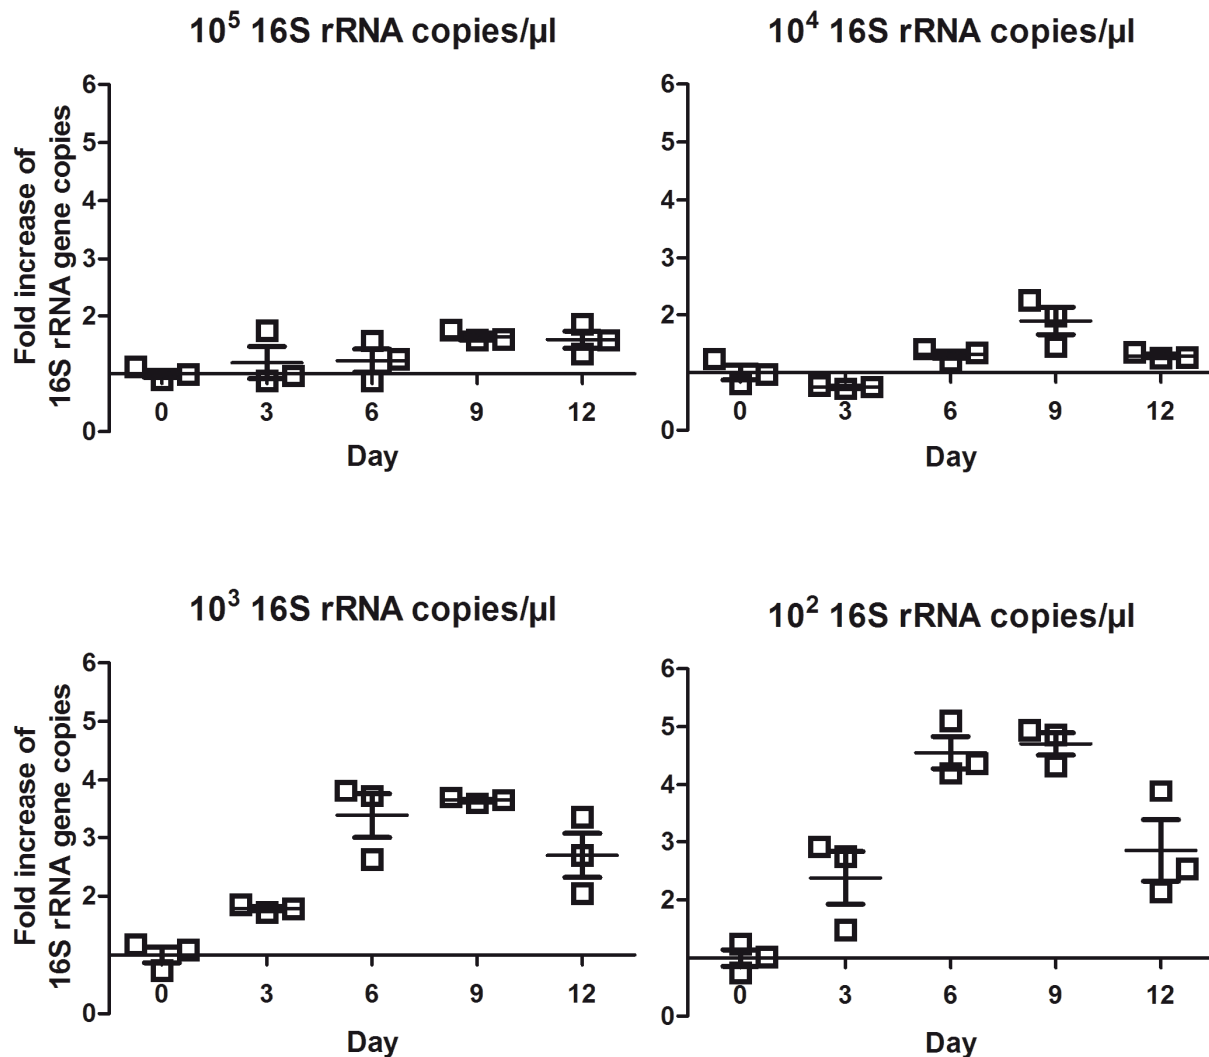 10⁵ 16S rRNA copies/µl
10⁴ 16S rRNA copies/µl
Fold increase of
16S rRNA gene copies
6
5
4
3
2
1
0
0 3 6 9 12
Day
6
5
4
3
2
1
0
0 3 6 9 12
Day
10³ 16S rRNA copies/µl
10² 16S rRNA copies/µl
Fold increase of
16S rRNA gene copies
6
5
4
3
2
1
0
0 3 6 9 12
Day
6
5
4
3
2
1
0
0 3 6 9 12
Day